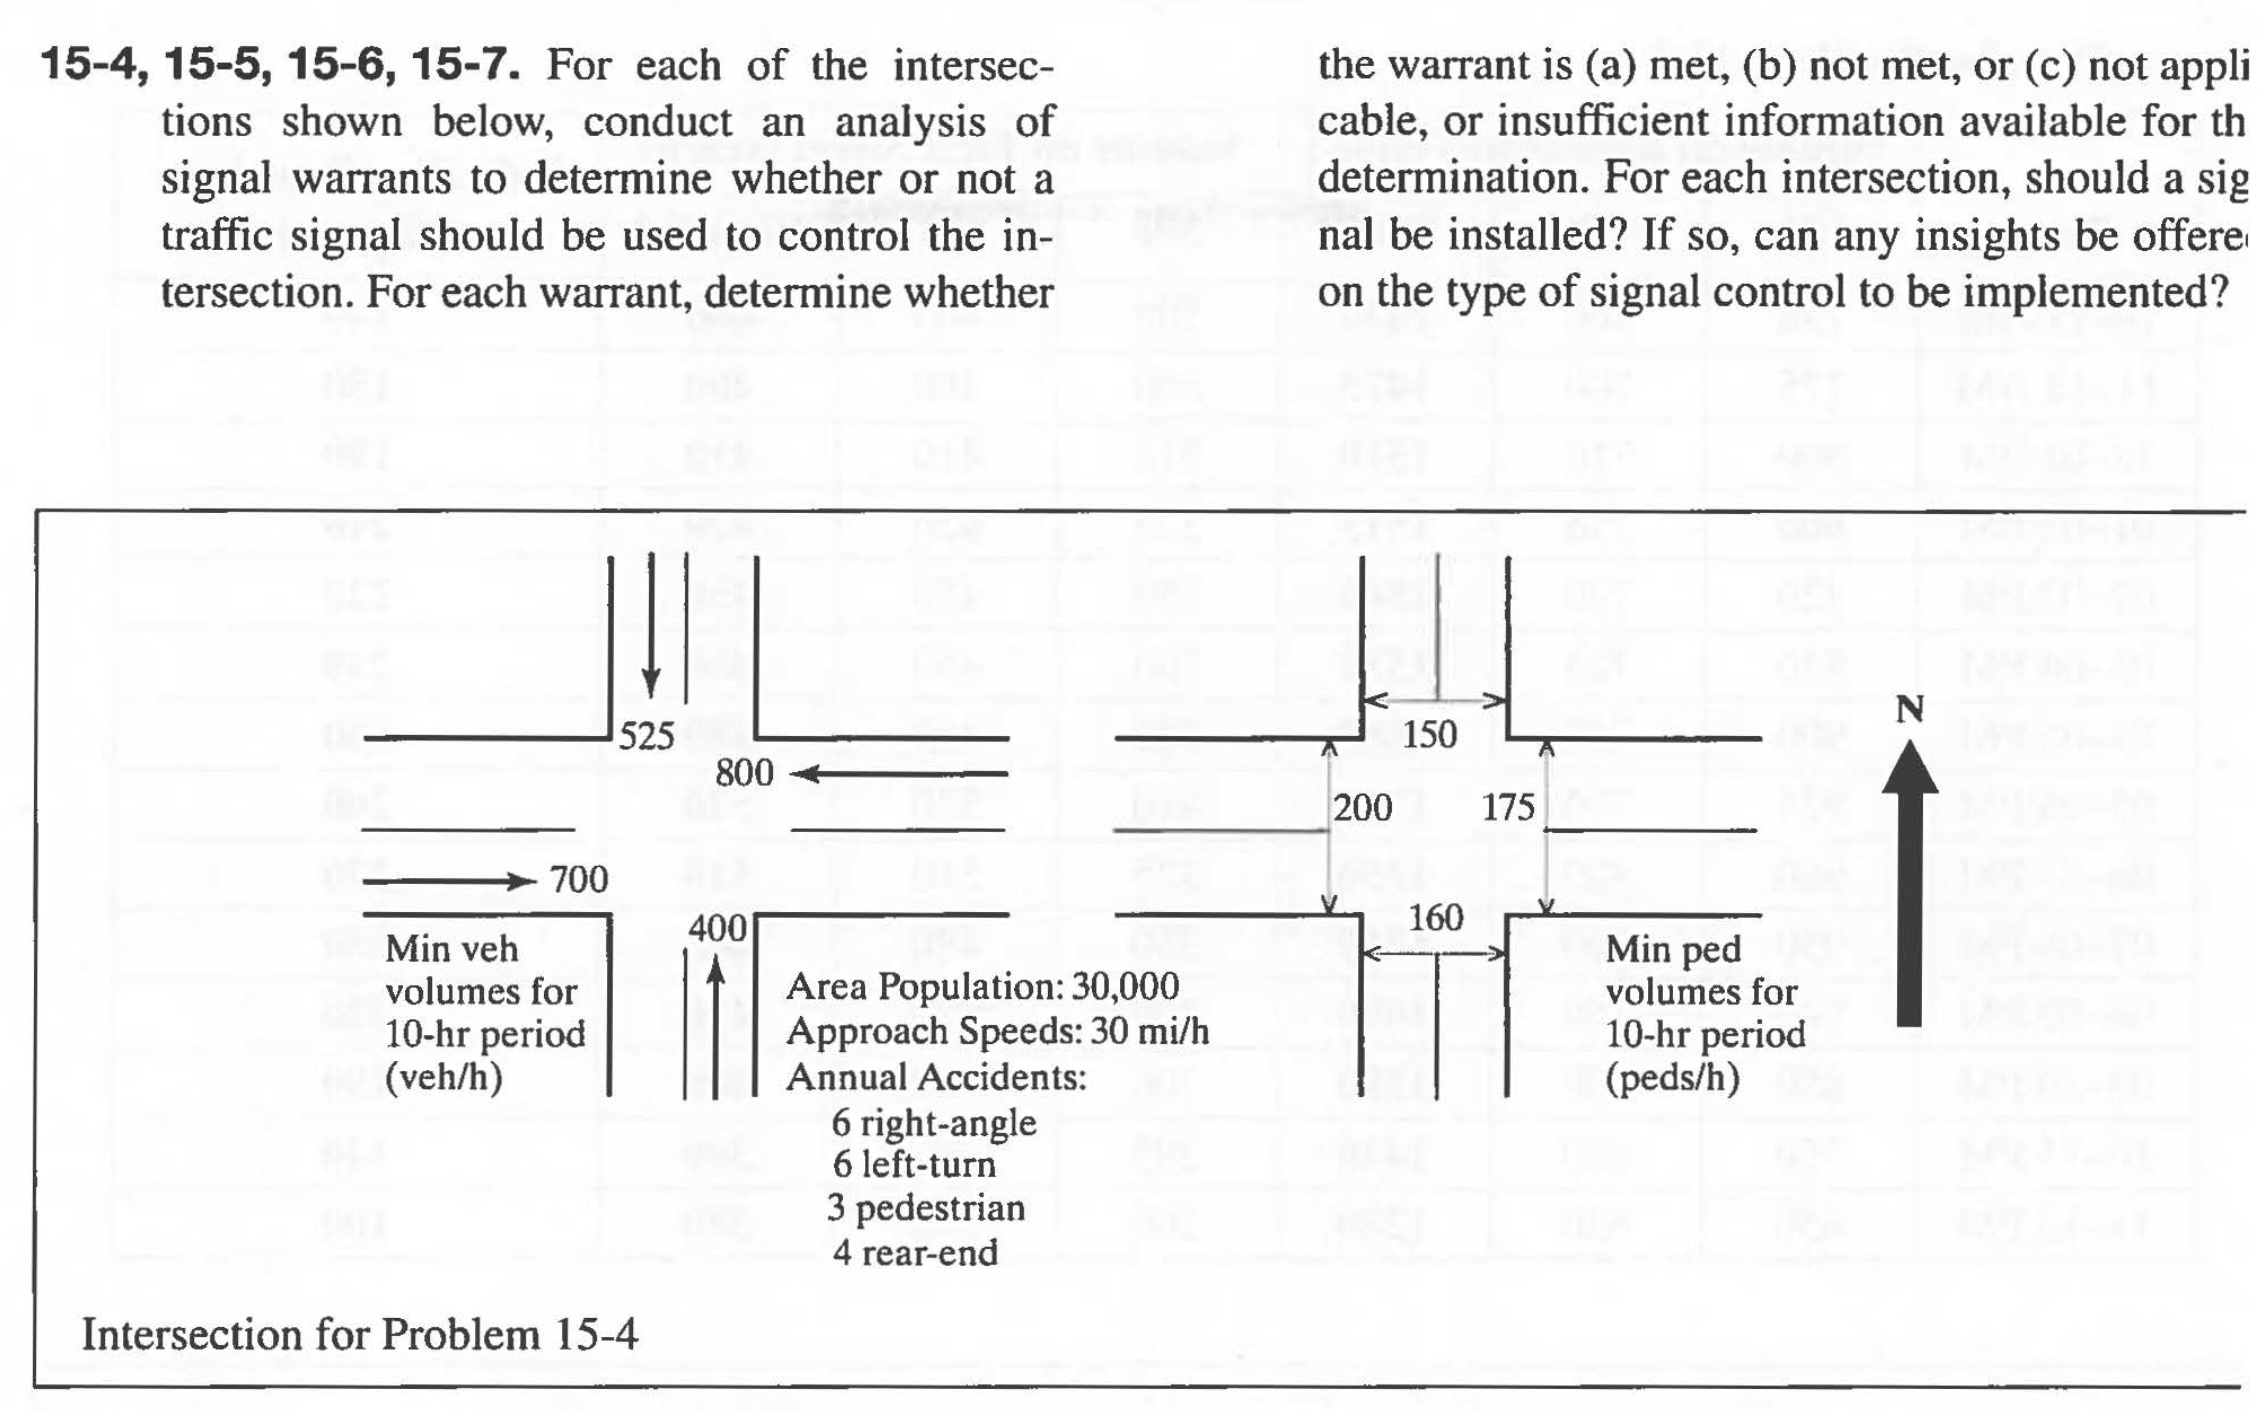 15-4, 15-5, 15-6, 15-7. For each of the intersec-
tions shown below, conduct an analysis of
signal warrants to determine whether or not a
traffic signal should be used to control the in-
tersection. For each warrant, determine whether
the warrant is (a) met, (b) not met, or (c) not appli
cable, or insufficient information available for th
determination. For each intersection, should a sig
nal be installed? If so, can any insights be offere
on the type of signal control to be implemented?
525
800
700
400
Min veh
volumes for
10-hr period
(veh/h)
Area Population: 30,000
Approach Speeds: 30 mi/h
Annual Accidents:
6 right-angle
6 left-turn
3 pedestrian
4 rear-end
150
200
175
160
Min ped
volumes for
10-hr period
(peds/h)
N
Intersection for Problem 15-4